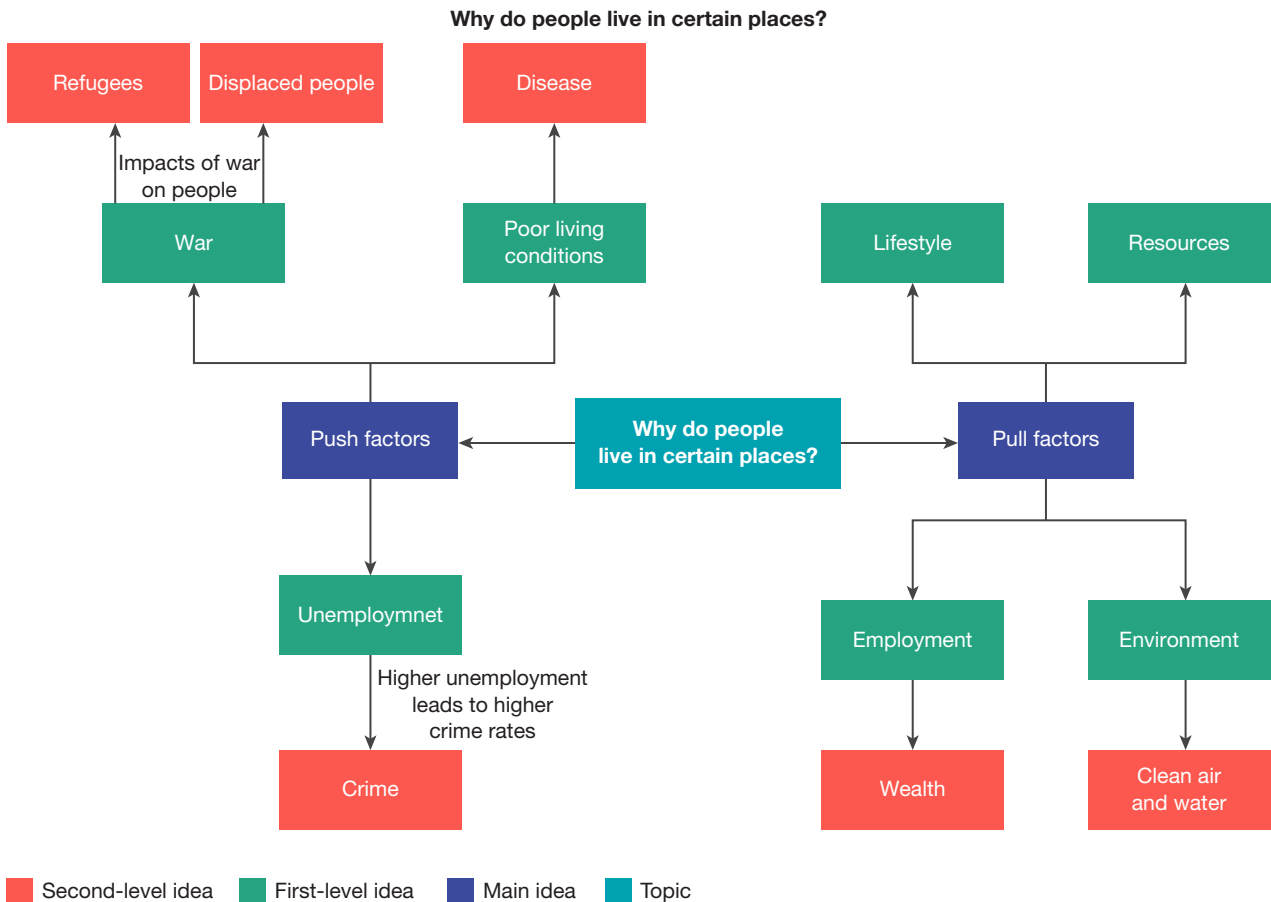 Why do people live in certain places?
Refugees
Displaced people
Disease
Impacts of war
on people
War
Poor living
conditions
Lifestyle
Resources
Push factors
Why do people
live in certain places?
Pull factors
Unemploymnet
Employment
Environment
Higher unemployment
leads to higher
crime rates
Crime
Wealth
Clean air
and water
Second-level idea
First-level idea
Main idea
Topic